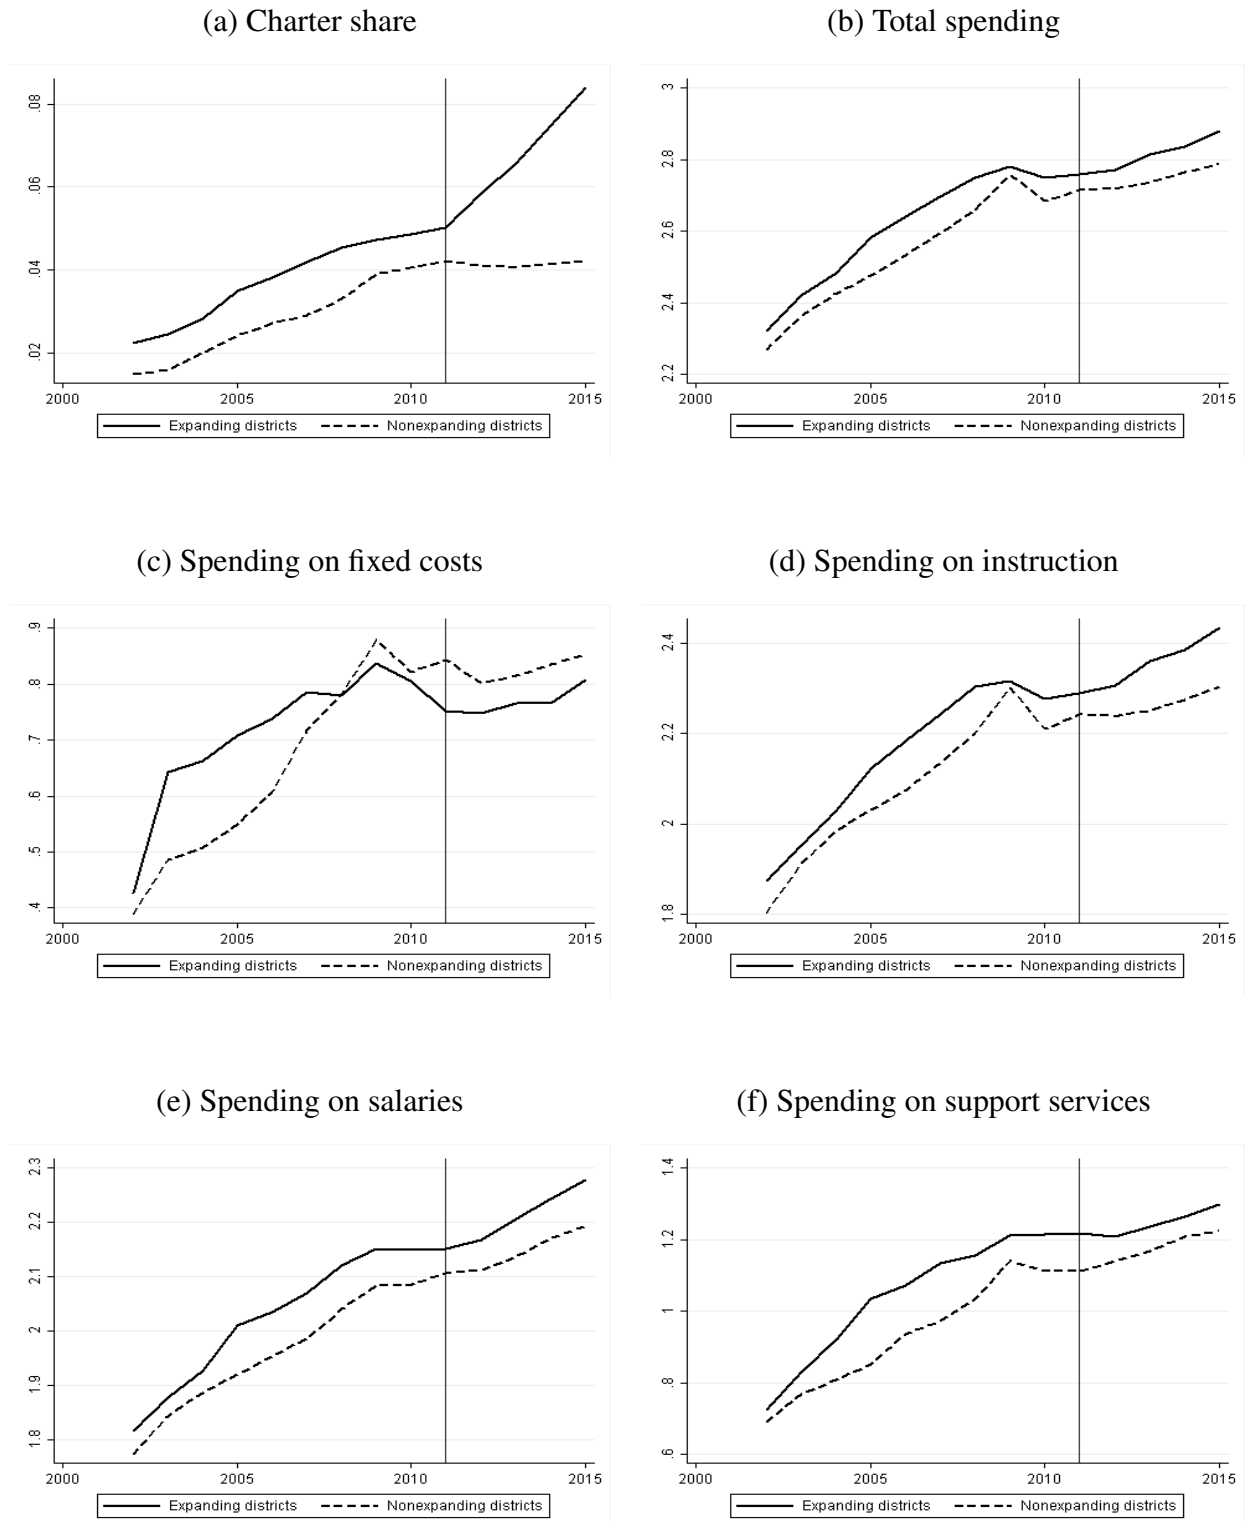 (a) Charter share
.08
.06
.04
.02
2000 2005 2010 2015
Expanding districts Nonexpanding districts
(b) Total spending
3
2.8
2.6
2.4
2.2
2000 2005 2010 2015
Expanding districts Nonexpanding districts
(c) Spending on fixed costs
.9
.8
.7
.6
.5
.4
2000 2005 2010 2015
Expanding districts Nonexpanding districts
(d) Spending on instruction
2.4
2.2
2
1.8
2000 2005 2010 2015
Expanding districts Nonexpanding districts
(e) Spending on salaries
2.3
2.2
2.1
2
1.9
1.8
2000 2005 2010 2015
Expanding districts Nonexpanding districts
(f) Spending on support services
1.4
1.2
1
.8
.6
2000 2005 2010 2015
Expanding districts Nonexpanding districts